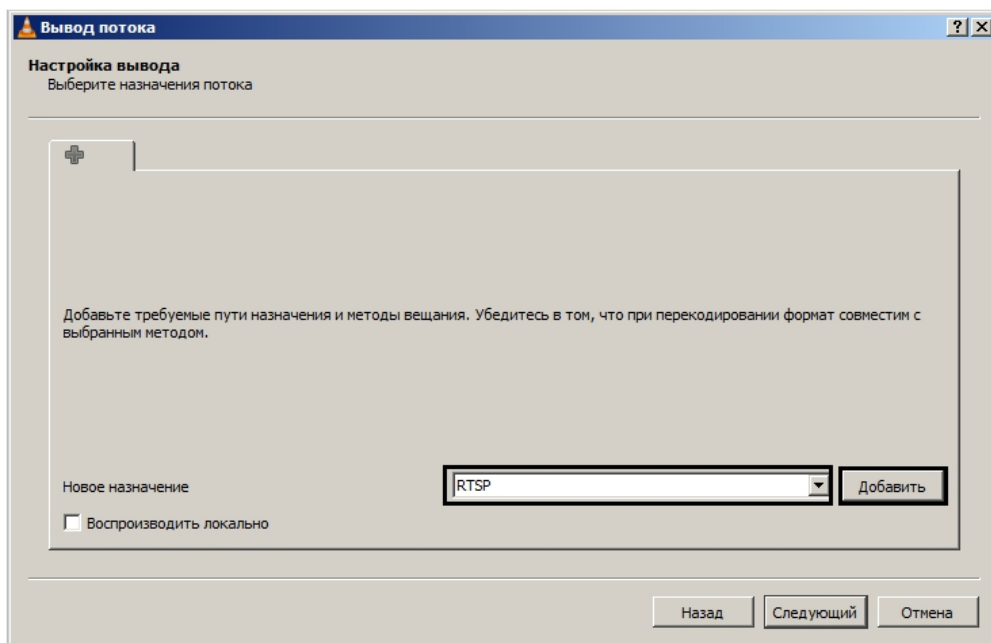 Вывод потока
Настройка вывода
Выберите назначения потока
Добавьте требуемые пути назначения и методы вещания. Убедитесь в том, что при перекодировании формат совместим с
выбранным методом.
Новое назначение
RTSP
Добавить
Воспроизводить локально
Назад
Следующий
Отмена